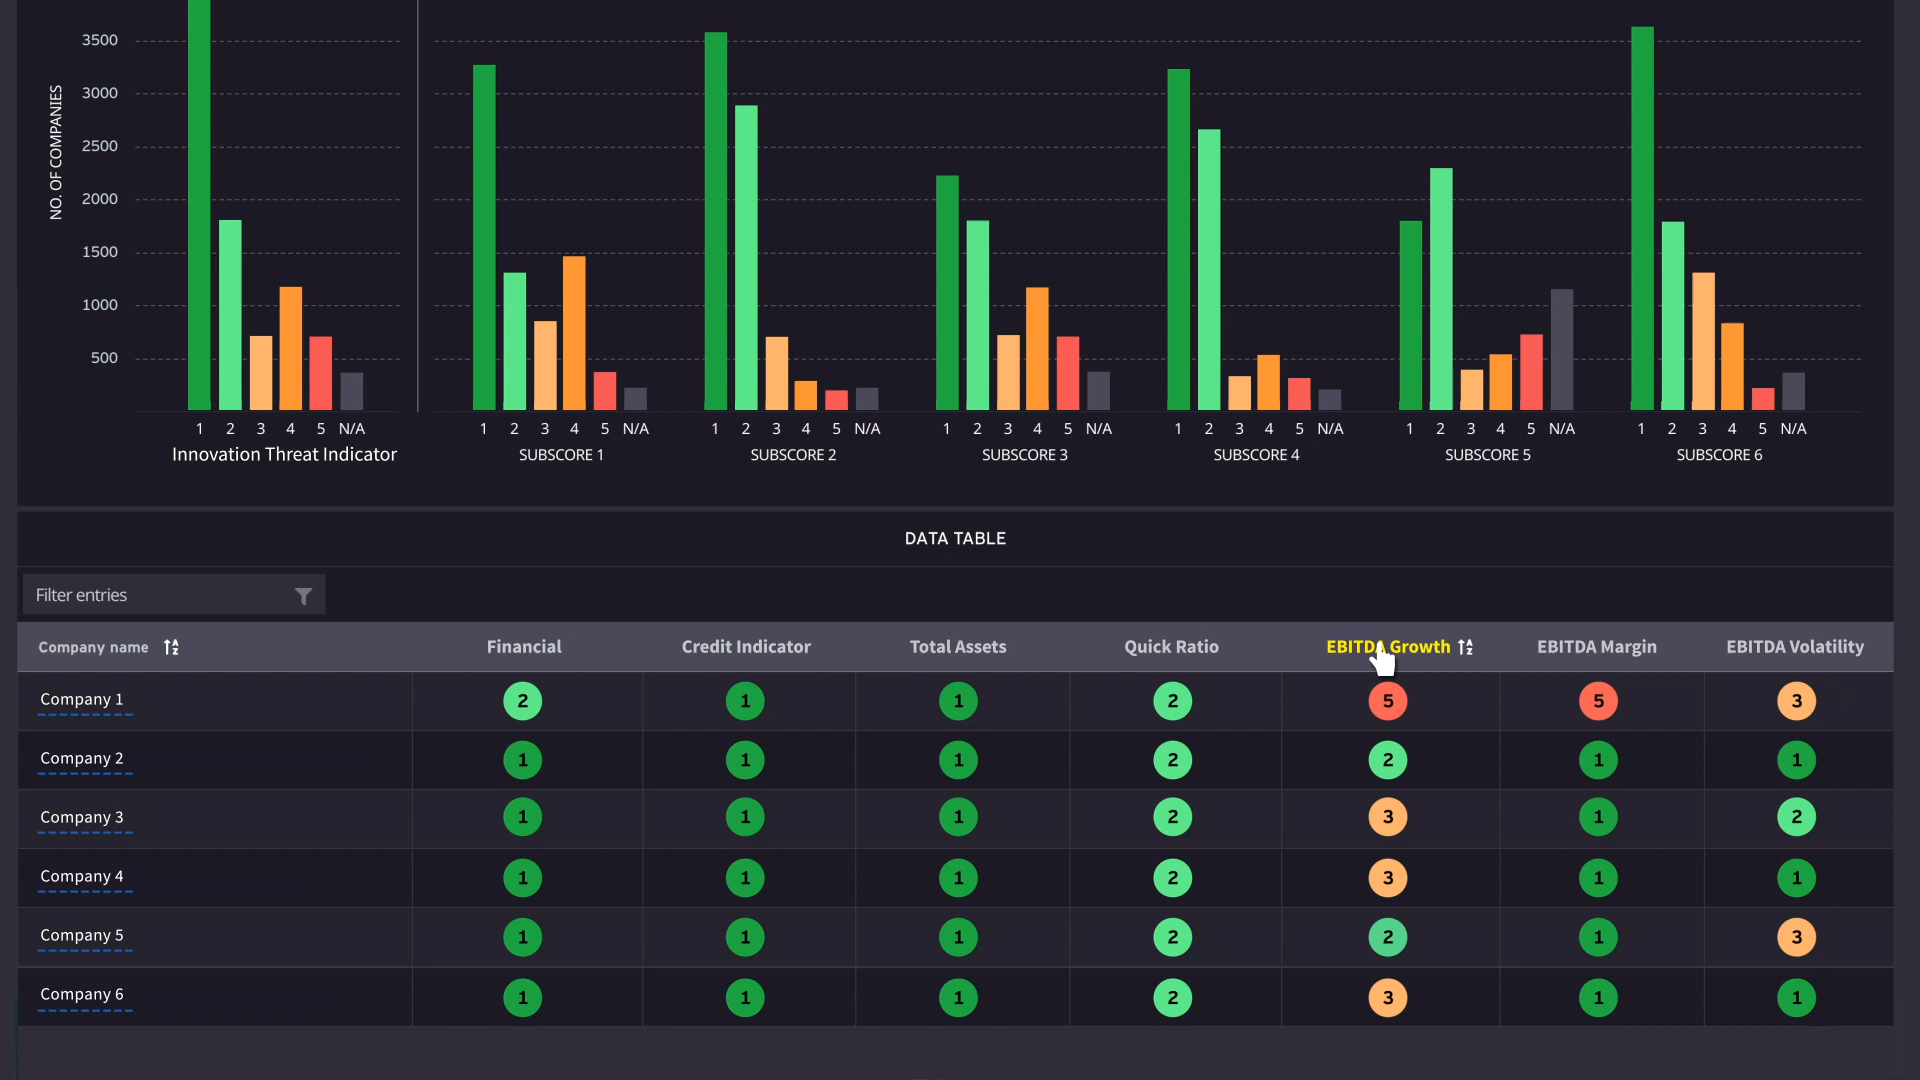 3500
3000
2500
2000
1500
1000
500
NO. OF COMPANIES
1 2 3 4 5 N/A
Innovation Threat Indicator
1 2 3 4 5 N/A
SUBSCORE 1
1 2 3 4 5 N/A
SUBSCORE 2
1 2 3 4 5 N/A
SUBSCORE 3
1 2 3 4 5 N/A
SUBSCORE 4
1 2 3 4 5 N/A
SUBSCORE 5
1 2 3 4 5 N/A
SUBSCORE 6
DATA TABLE
Filter entries
Company name AZ Financial Credit Indicator Total Assets Quick Ratio EBITDA Growth AZ EBITDA Margin EBITDA Volatility
Company 1 2 1 1 2 5 5 3
Company 2 1 1 1 2 2 1 1
Company 3 1 1 1 2 3 1 2
Company 4 1 1 1 2 3 1 1
Company 5 1 1 1 2 2 1 3
Company 6 1 1 1 2 3 1 1